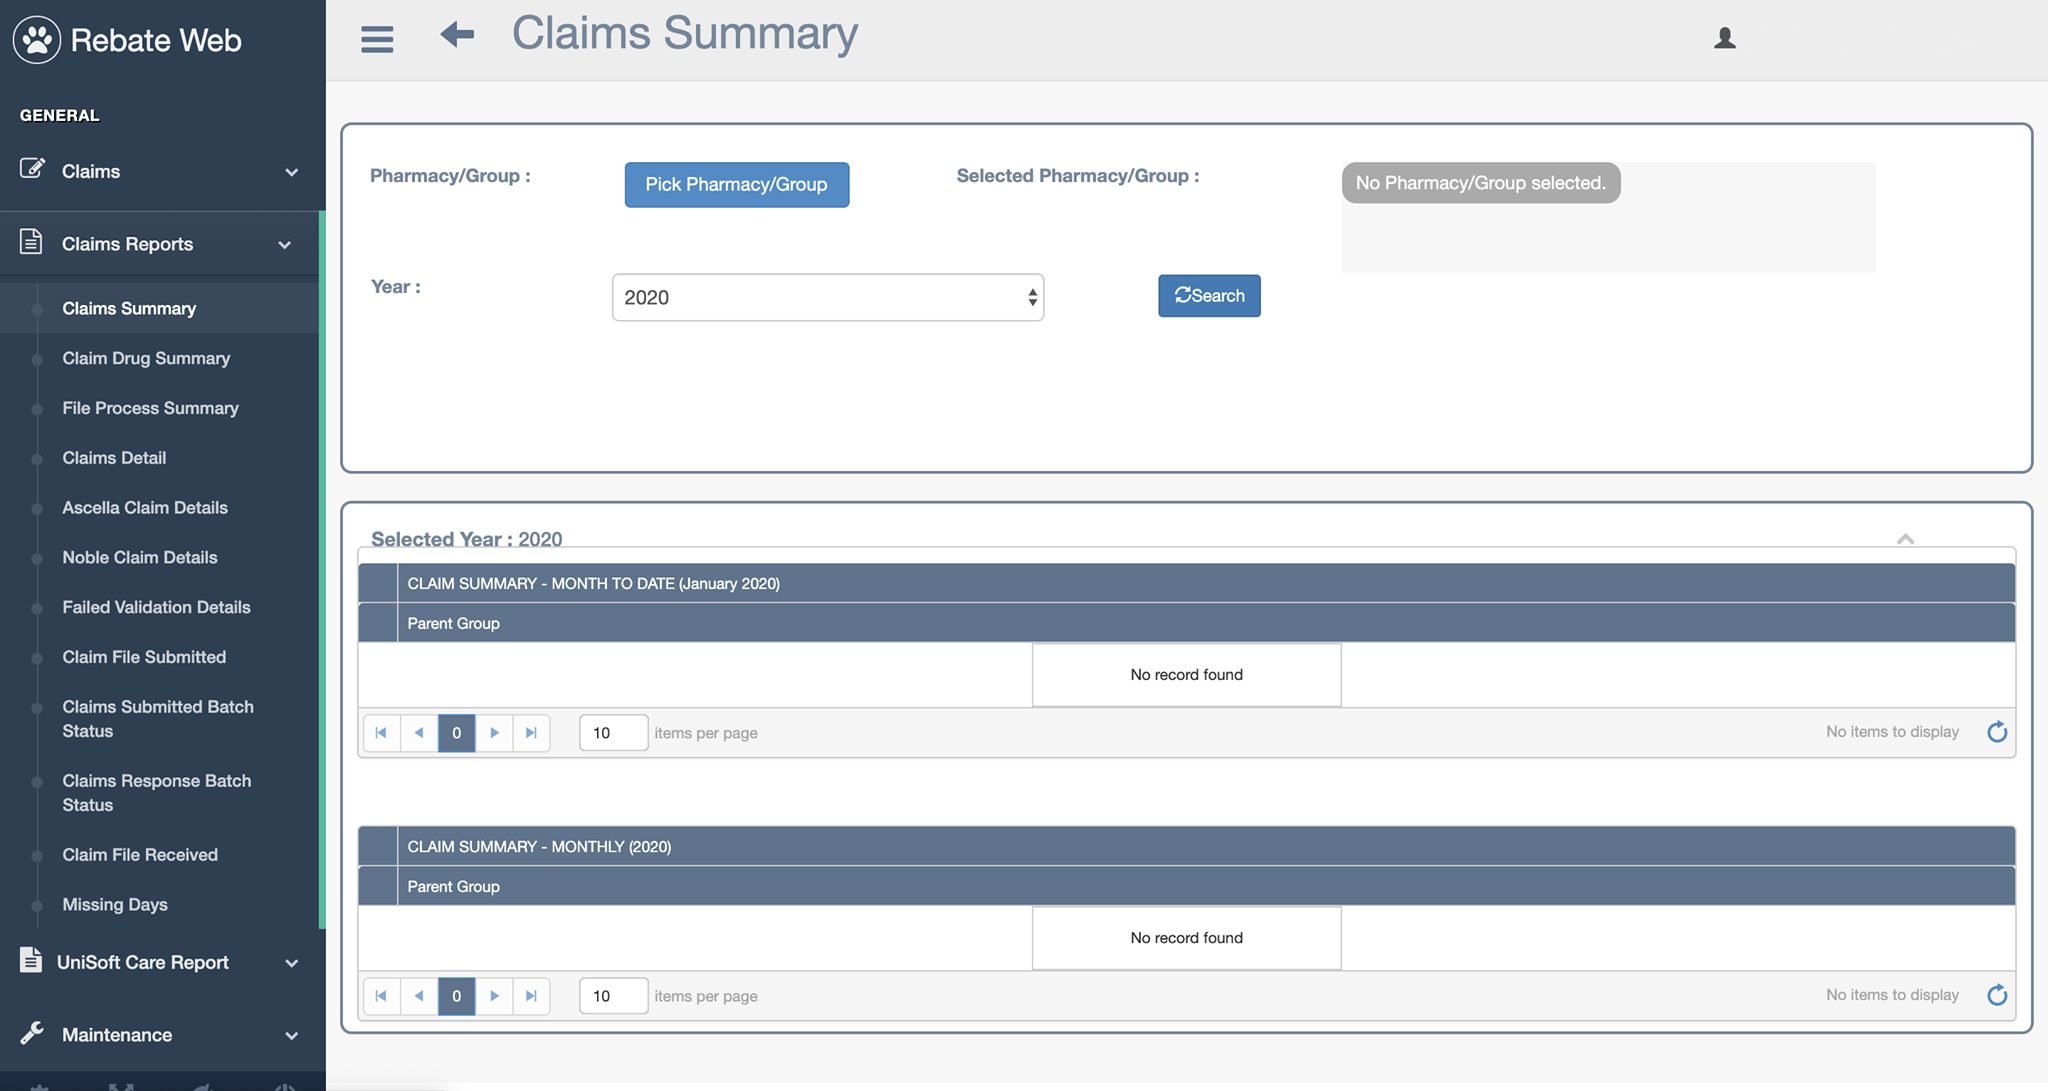 Rebate Web
Claims Summary
GENERAL
Claims
Claims Reports
Claims Summary
Claim Drug Summary
File Process Summary
Claims Detail
Ascella Claim Details
Noble Claim Details
Failed Validation Details
Claim File Submitted
Claims Submitted Batch
Status
Claims Response Batch
Status
Claim File Received
Missing Days
UniSoft Care Report
Maintenance
Pharmacy/Group :
Pick Pharmacy/Group
Selected Pharmacy/Group :
No Pharmacy/Group selected.
Year :
2020
Search
Selected Year : 2020
CLAIM SUMMARY - MONTH TO DATE (January 2020)
Parent Group
No record found
0
10
items per page
No items to display
CLAIM SUMMARY - MONTHLY (2020)
Parent Group
No record found
0
10
items per page
No items to display